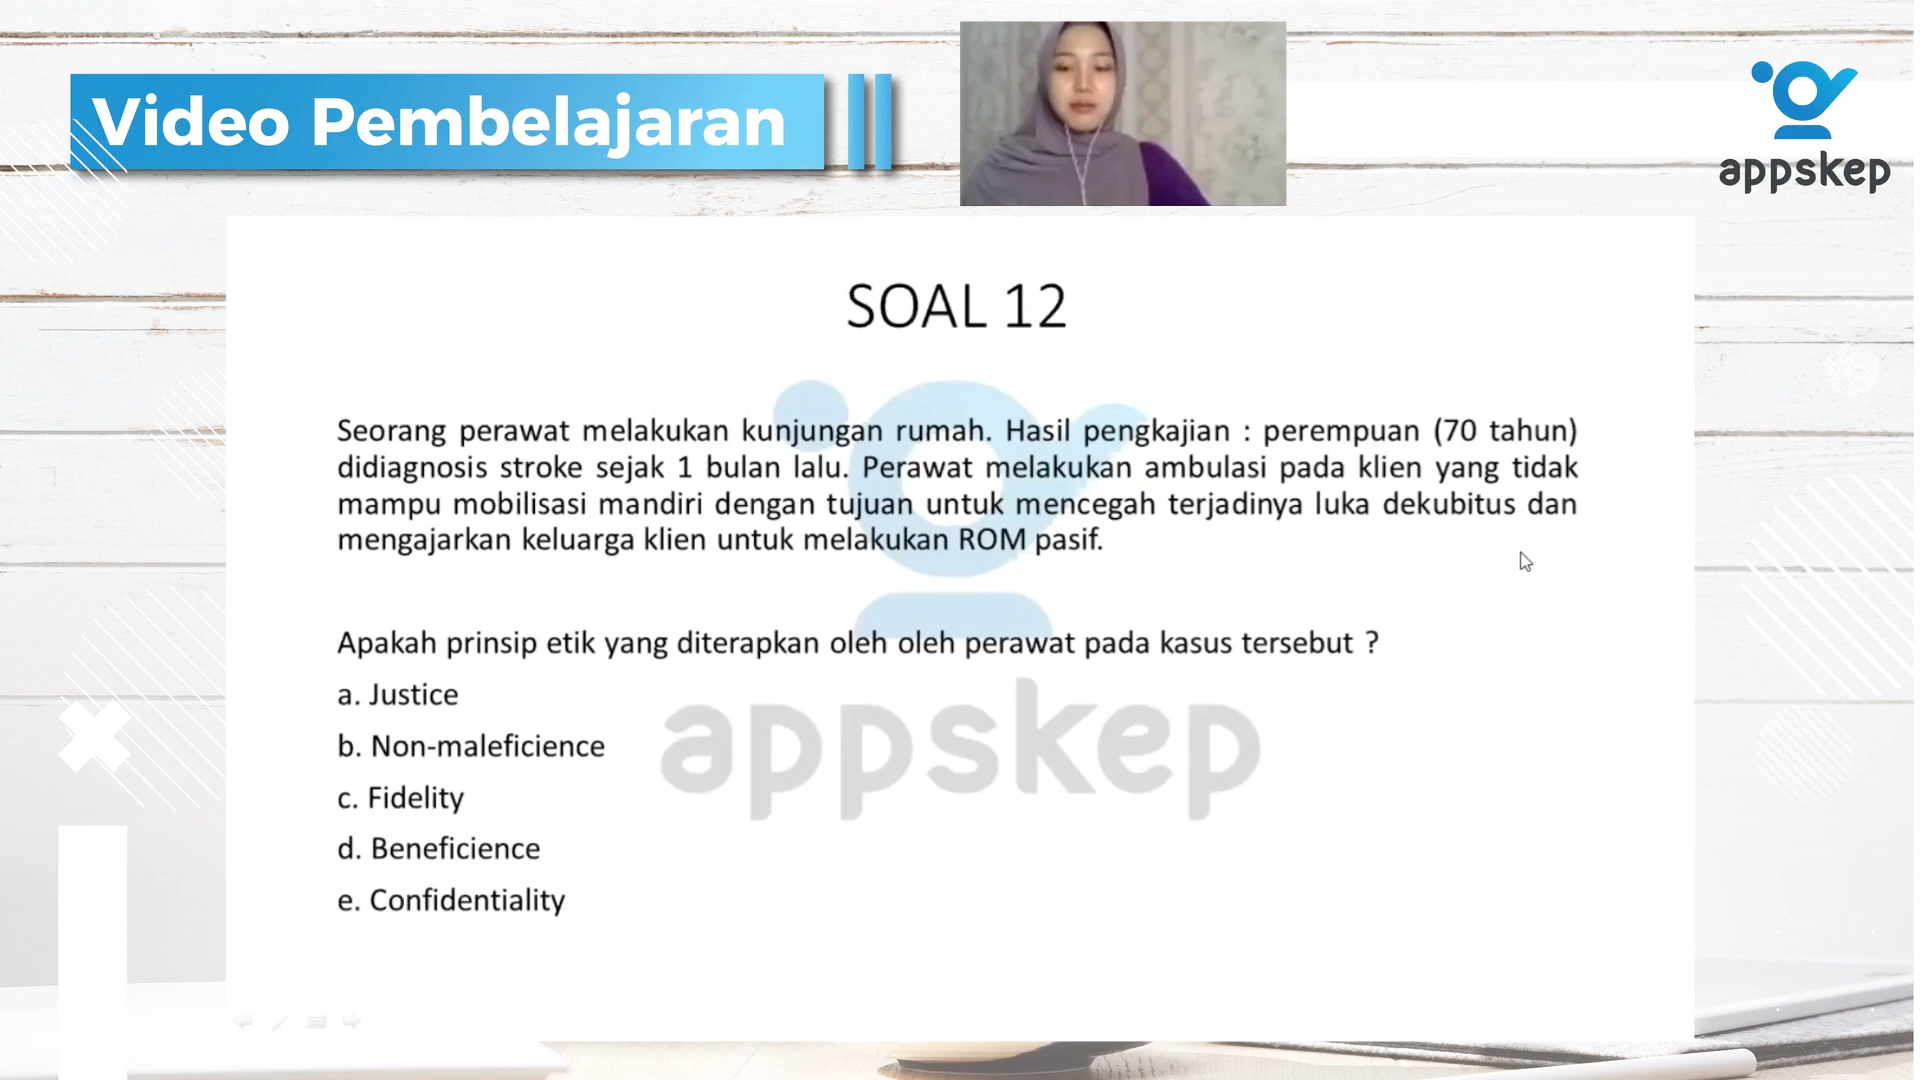 Video Pembelajaran
appskep
SOAL 12
Seorang perawat melakukan kunjungan rumah. Hasil pengkajian : perempuan (70 tahun)
didiagnosis stroke sejak 1 bulan lalu. Perawat melakukan ambulasi pada klien yang tidak
mampu mobilisasi mandiri dengan tujuan untuk mencegah terjadinya luka dekubitus dan
mengajarkan keluarga klien untuk melakukan ROM pasif.
Apakah prinsip etik yang diterapkan oleh oleh perawat pada kasus tersebut ?
a. Justice
b. Non-maleficience
c. Fidelity
d. Beneficience
e. Confidentiality
appskep